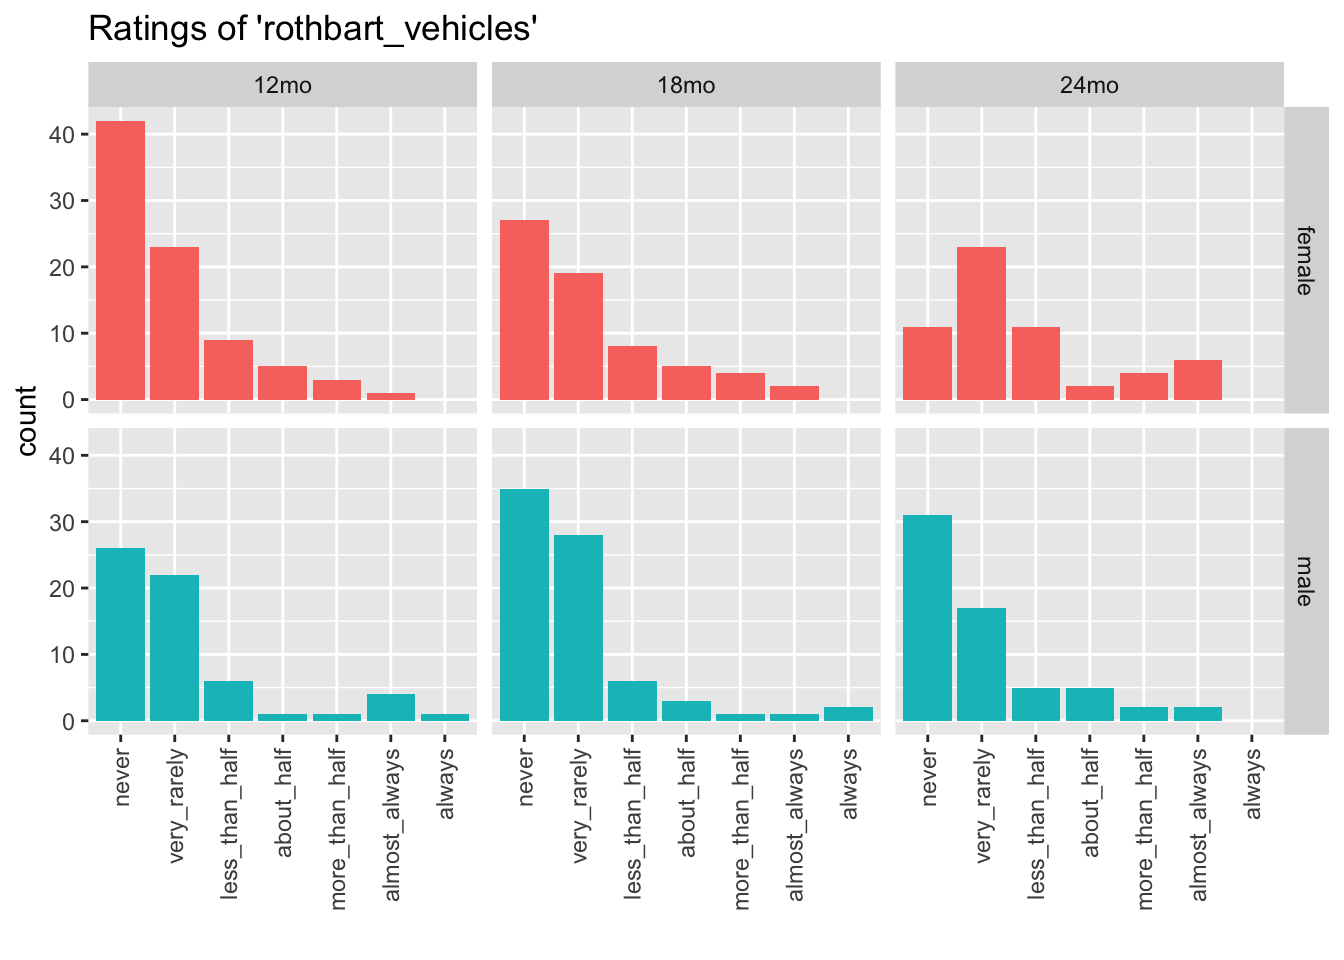 Ratings of 'rothbart_vehicles'
12mo 18mo 24mo
40
30
20
10
0
female
count
40
30
20
10
0
male
never very_rarely less_than_half about_half more_than_half almost_always always
never very_rarely less_than_half about_half more_than_half almost_always always
never very_rarely less_than_half about_half more_than_half almost_always always